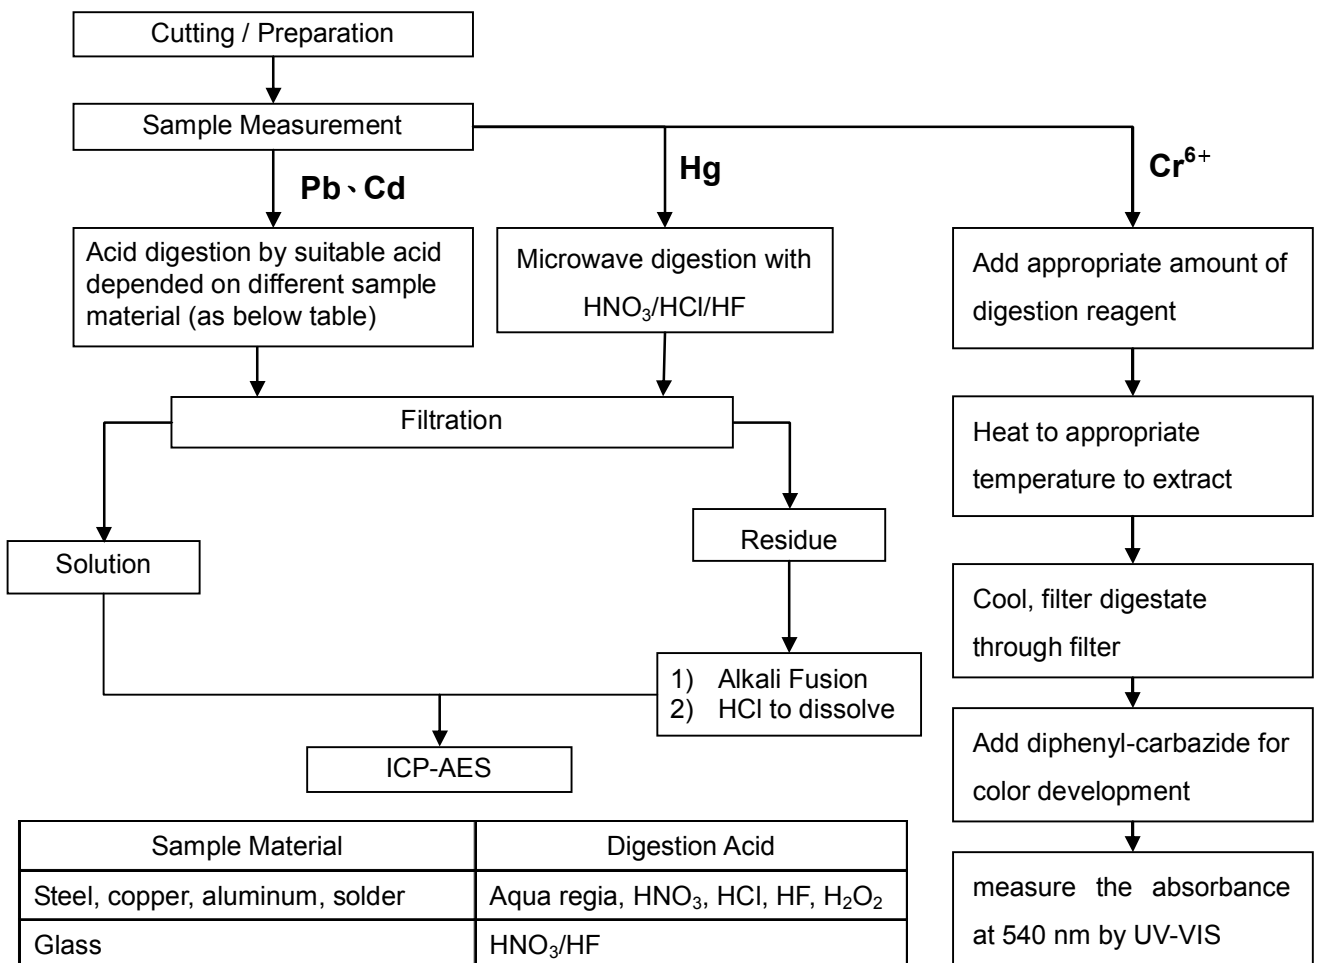 Cutting / Preparation
Sample Measurement
Pb、Cd
Hg
Cr⁶⁺
Acid digestion by suitable acid
depended on different sample
material (as below table)
Microwave digestion with
HNO₃/HCl/HF
Add appropriate amount of
digestion reagent
Filtration
Heat to appropriate
temperature to extract
Solution
Residue
Cool, filter digestate
through filter
1) Alkali Fusion
2) HCl to dissolve
ICP-AES
Add diphenyl-carbazide for
color development
measure the absorbance
at 540 nm by UV-VIS
Sample Material
Digestion Acid
Steel, copper, aluminum, solder
Aqua regia, HNO₃, HCl, HF, H₂O₂
Glass
HNO₃/HF